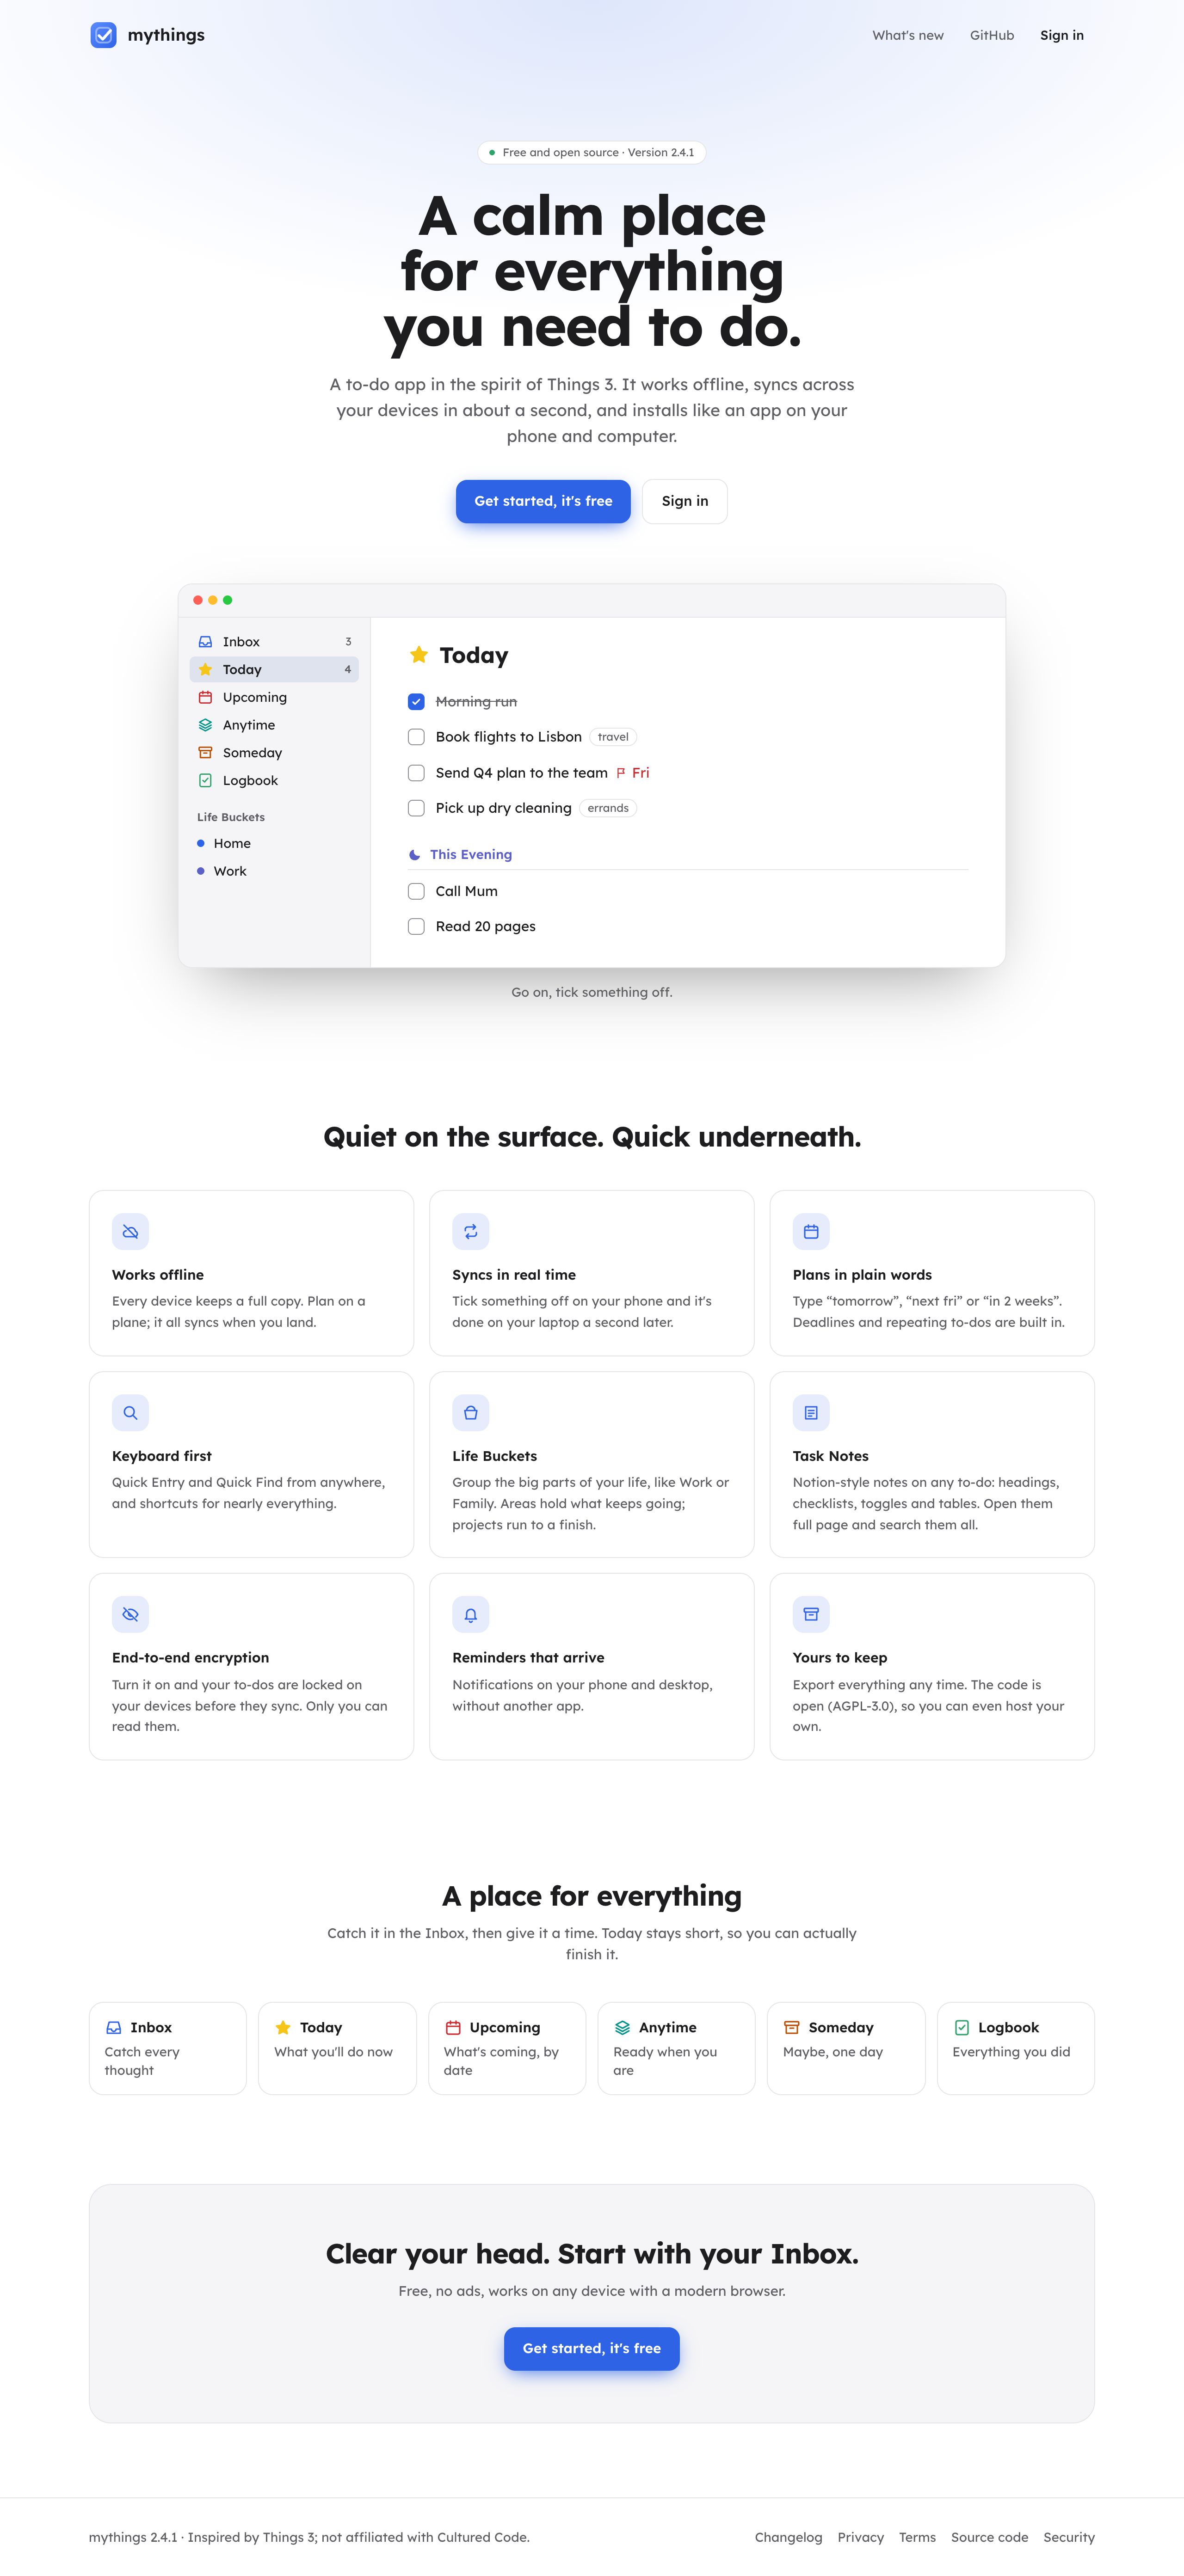 mythings
What's new
GitHub
Sign in
Free and open source · Version 2.4.1
A calm place
for everything
you need to do.
A to-do app in the spirit of Things 3. It works offline, syncs across
your devices in about a second, and installs like an app on your
phone and computer.
Get started, it's free
Sign in
Inbox 3
Today 4
Upcoming
Anytime
Someday
Logbook
Life Buckets
Home
Work
Today
Morning run
Book flights to Lisbon travel
Send Q4 plan to the team Fri
Pick up dry cleaning errands
This Evening
Call Mum
Read 20 pages
Go on, tick something off.
Quiet on the surface. Quick underneath.
Works offline
Every device keeps a full copy. Plan on a
plane; it all syncs when you land.
Syncs in real time
Tick something off on your phone and it's
done on your laptop a second later.
Plans in plain words
Type “tomorrow”, “next fri” or “in 2 weeks”.
Deadlines and repeating to-dos are built in.
Keyboard first
Quick Entry and Quick Find from anywhere,
and shortcuts for nearly everything.
Life Buckets
Group the big parts of your life, like Work or
Family. Areas hold what keeps going;
projects run to a finish.
Task Notes
Notion-style notes on any to-do: headings,
checklists, toggles and tables. Open them
full page and search them all.
End-to-end encryption
Turn it on and your to-dos are locked on
your devices before they sync. Only you can
read them.
Reminders that arrive
Notifications on your phone and desktop,
without another app.
Yours to keep
Export everything any time. The code is
open (AGPL-3.0), so you can even host your
own.
A place for everything
Catch it in the Inbox, then give it a time. Today stays short, so you can actually
finish it.
Inbox
Catch every
thought
Today
What you'll do now
Upcoming
What's coming, by
date
Anytime
Ready when you
are
Someday
Maybe, one day
Logbook
Everything you did
Clear your head. Start with your Inbox.
Free, no ads, works on any device with a modern browser.
Get started, it's free
mythings 2.4.1 · Inspired by Things 3; not affiliated with Cultured Code.
Changelog
Privacy
Terms
Source code
Security